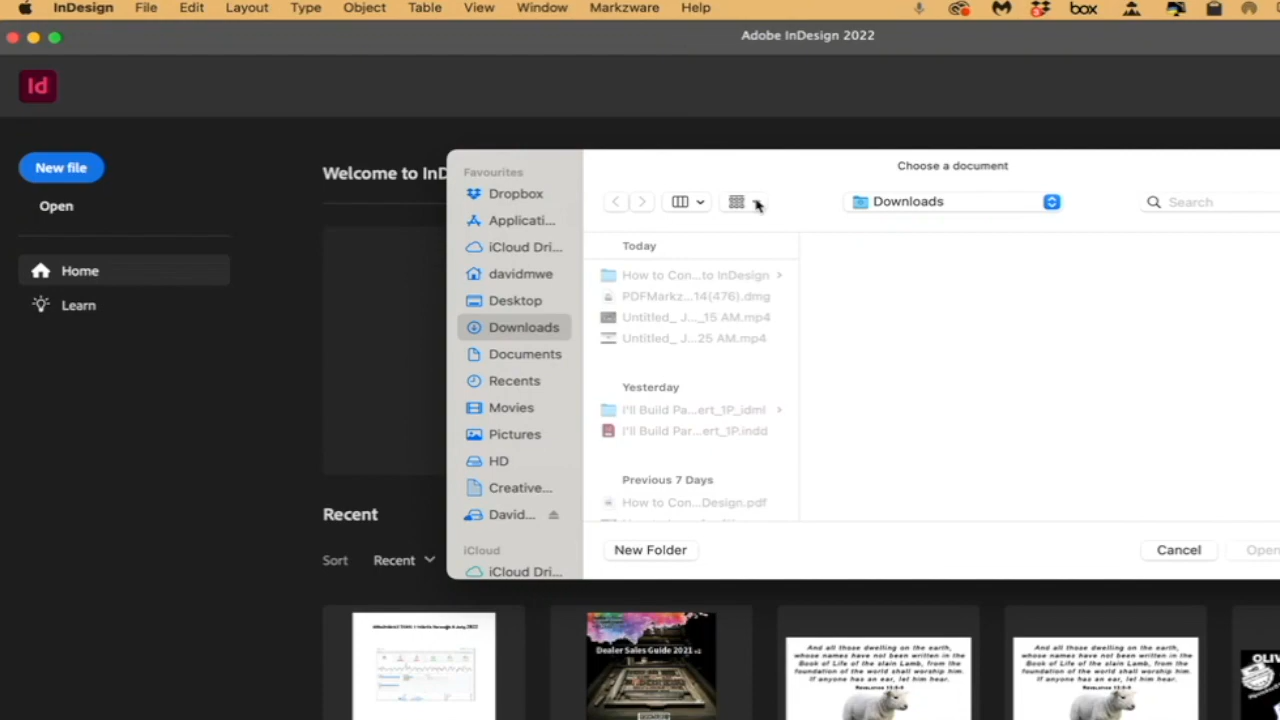 InDesign File Edit Layout Type Object Table View Window Markzware Help box
Adobe InDesign 2022
Id
New file
Open
Home
Learn
Welcome to InD
Recent
Sort Recent
Choose a document
Favourites
Dropbox
Applicati...
iCloud Dri...
davidmwe
Desktop
Downloads
Documents
Recents
Movies
Pictures
HD
Creative...
David...
iCloud
iCloud Dri...
Downloads
Search
Today
How to Con...to InDesign
PDFMarkz...14(476).dmg
Untitled_ J..._15 AM.mp4
Untitled_ J...25 AM.mp4
Yesterday
I'll Build Pa...ert_1P_idml
I'll Build Par...ert_1P.indd
Previous 7 Days
How to Con...Design.pdf
New Folder
Cancel
Open
Dealer Sales Guide 2021
And all those dwelling on the earth,
whose names have not been written in the
Book of Life of the slain Lamb, from the
foundation of the world shall worship him.
If anyone has an ear, let him hear.
And all those dwelling on the earth,
whose names have not been written in the
Book of Life of the slain Lamb, from the
foundation of the world shall worship him.
If anyone has an ear, let him hear.